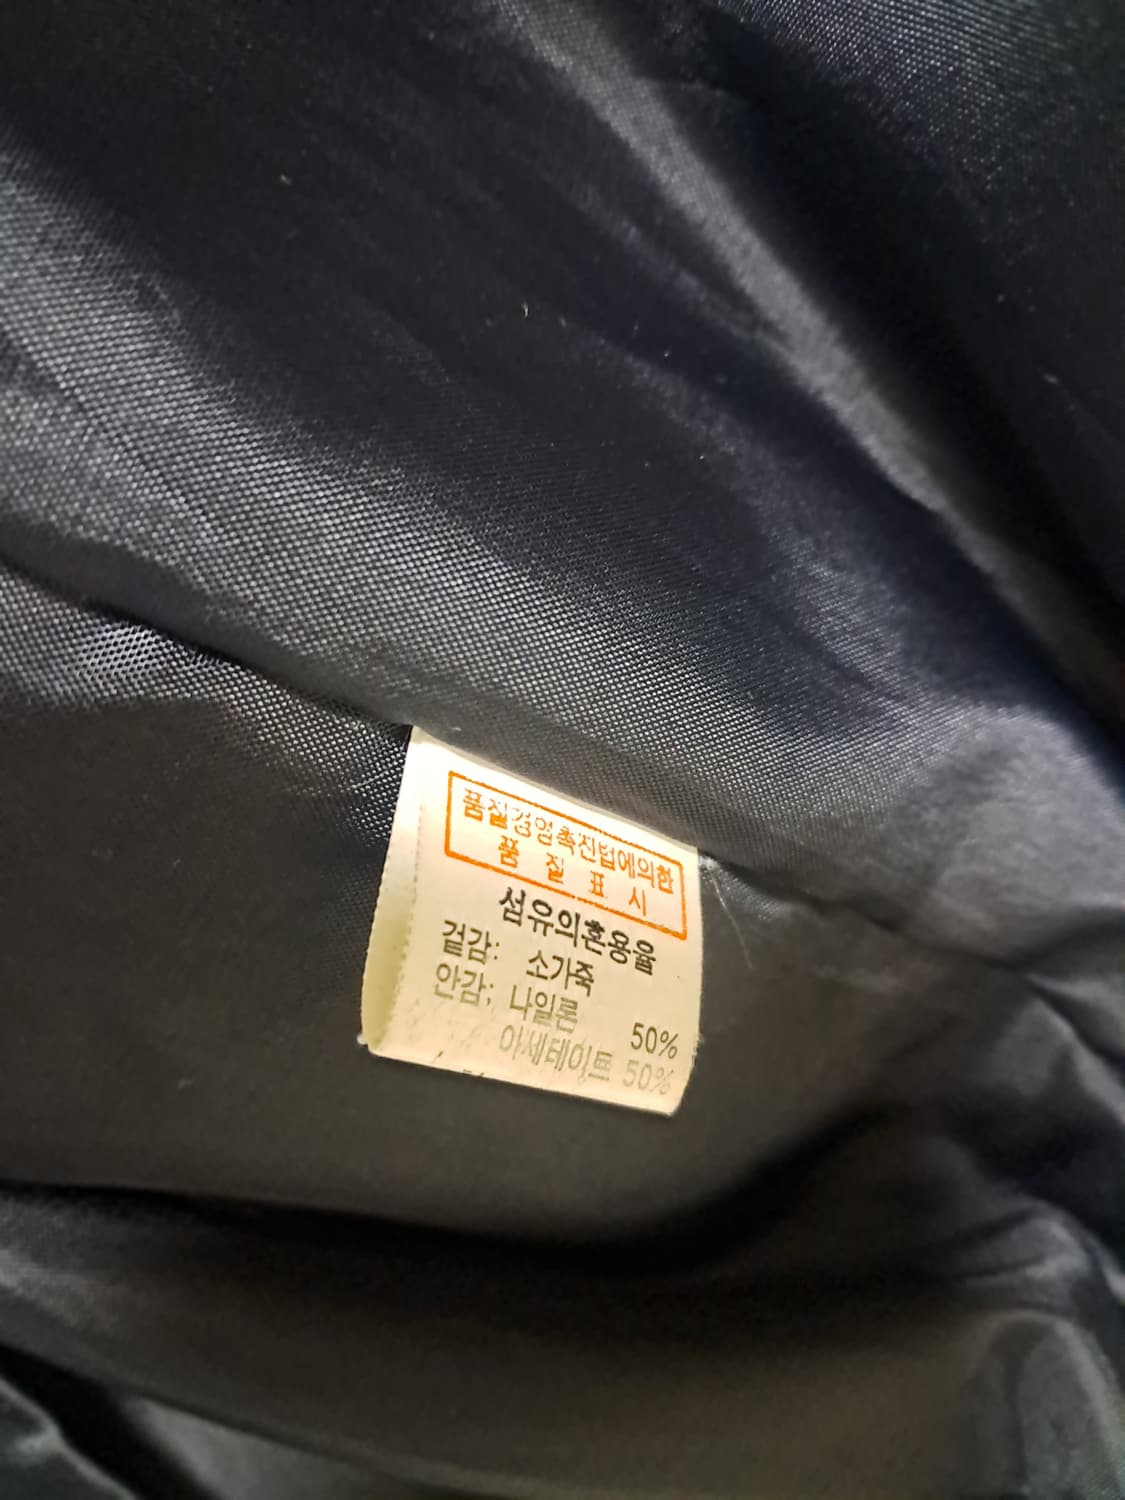 품질경영촉진법에의한
품 질 표 시
섬유의혼용율
겉감: 소가죽
안감: 나일론 50%
아세테이트 50%